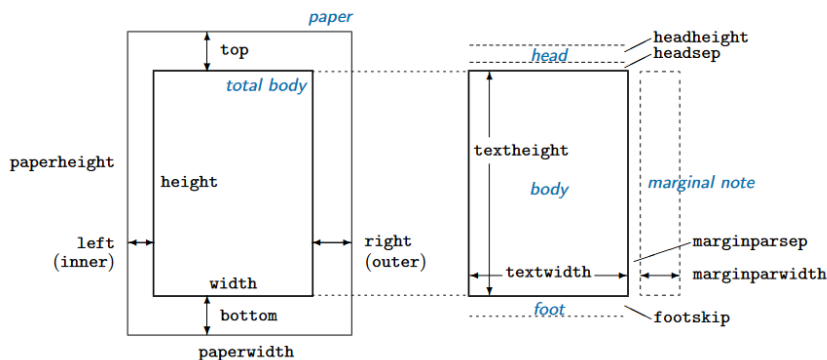 paper
top
total body
paperheight
height
left
(inner)
right
(outer)
width
bottom
paperwidth
headheight
head
headsep
textheight
body
marginal note
marginparsep
textwidth
marginparwidth
foot
footskip